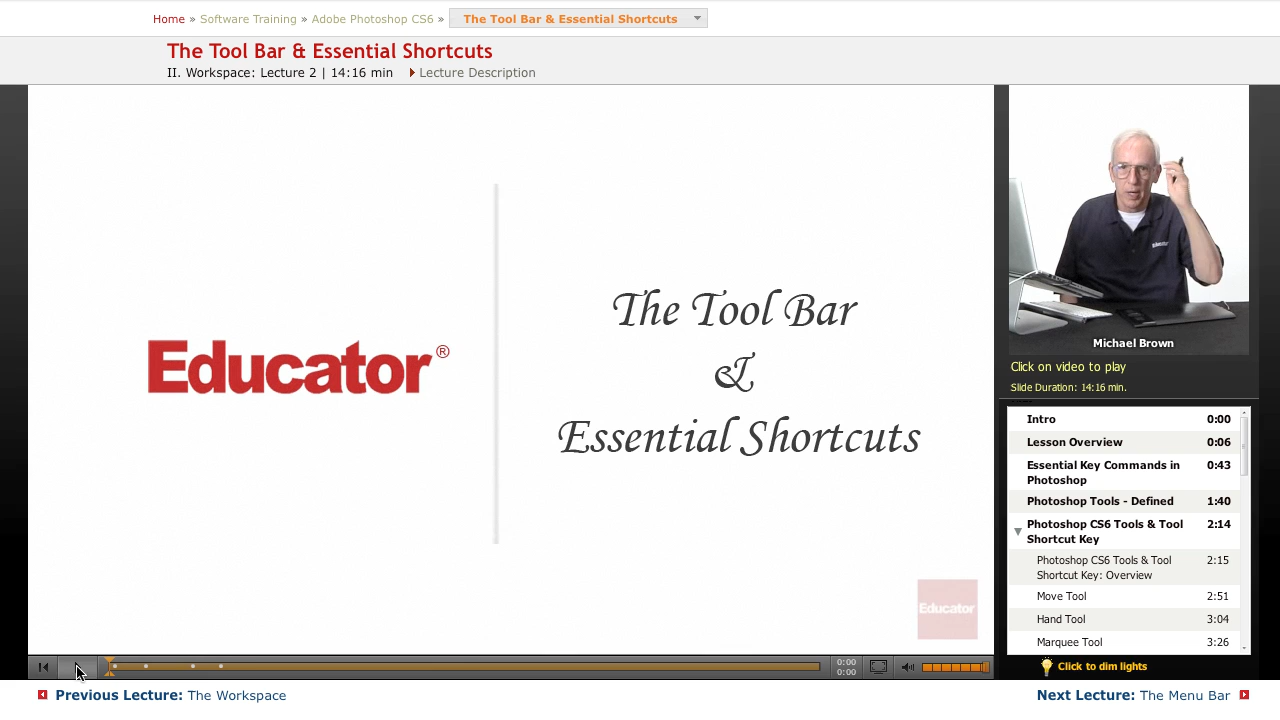 Home » Software Training » Adobe Photoshop CS6 » The Tool Bar & Essential Shortcuts
The Tool Bar & Essential Shortcuts
II. Workspace: Lecture 2 | 14:16 min Lecture Description
Educator®
The Tool Bar
&
Essential Shortcuts
Educator
Michael Brown
Click on video to play
Slide Duration: 14:16 min.
Intro 0:00
Lesson Overview 0:06
Essential Key Commands in 0:43
Photoshop
Photoshop Tools - Defined 1:40
Photoshop CS6 Tools & Tool 2:14
Shortcut Key
Photoshop CS6 Tools & Tool 2:15
Shortcut Key: Overview
Move Tool 2:51
Hand Tool 3:04
Marquee Tool 3:26
0:00
0:00
Click to dim lights
Previous Lecture: The Workspace
Next Lecture: The Menu Bar